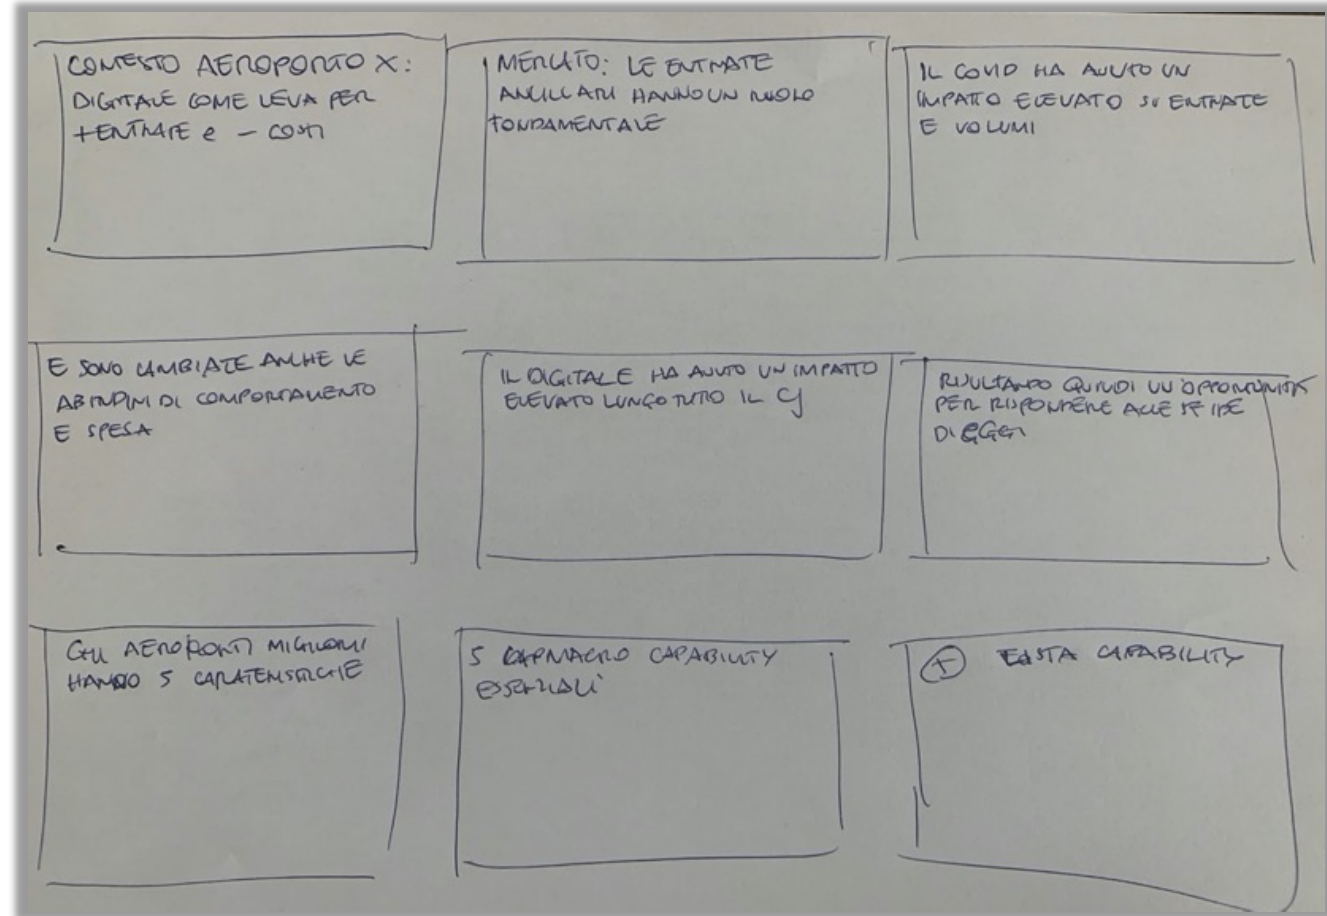 CONTESTO AEROPORTO X:
DIGITALE COME LEVA PER
+ENTRATE e - COSTI
MERCATO: LE ENTRATE
ANCILLARI HANNO UN RUOLO
FONDAMENTALE
IL COVID HA AVUTO UN
IMPATTO ELEVATO SU ENTRATE
E VOLUMI
E SONO CAMBIATE ANCHE LE
ABITUDINI DI COMPORTAMENTO
E SPESA
IL DIGITALE HA AVUTO UN IMPATTO
ELEVATO LUNGO TUTTO IL CJ
RISULTANDO QUINDI UN'OPPORTUNITÀ
PER RISPONDERE ALLE SFIDE
DI OGGI
GLI AEROPORTI MIGLIORI
HANNO 5 CARATTERISTICHE
5 MACRO CAPABILITY
ESSENZIALI
1 CAPABILITY